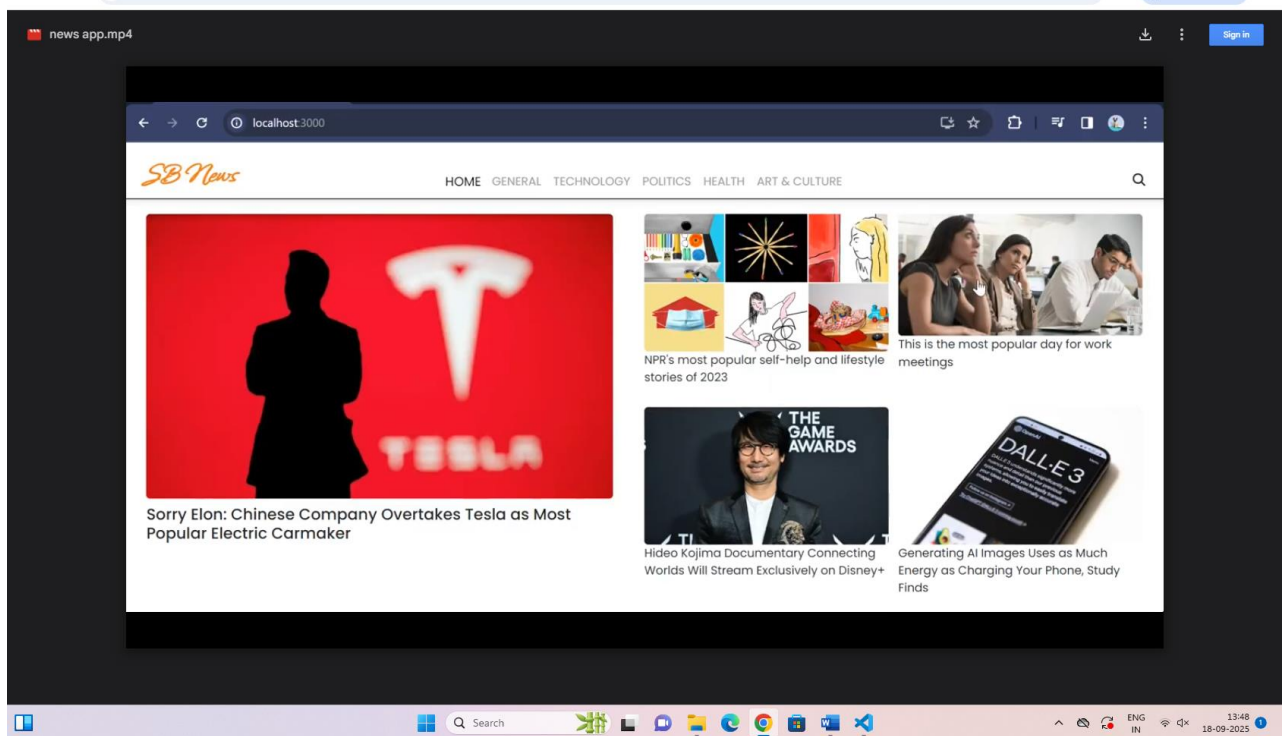 news app.mp4
Sign in
localhost:3000
SB News
HOME GENERAL TECHNOLOGY POLITICS HEALTH ART & CULTURE
TESLA
Sorry Elon: Chinese Company Overtakes Tesla as Most
Popular Electric Carmaker
NPR's most popular self-help and lifestyle
stories of 2023
This is the most popular day for work
meetings
THE
GAME
AWARDS
Hideo Kojima Documentary Connecting
Worlds Will Stream Exclusively on Disney+
OpenAI
DALL·E 3
Generating AI Images Uses as Much
Energy as Charging Your Phone, Study
Finds
Search
ENG
IN
13:48
18-09-2025
1